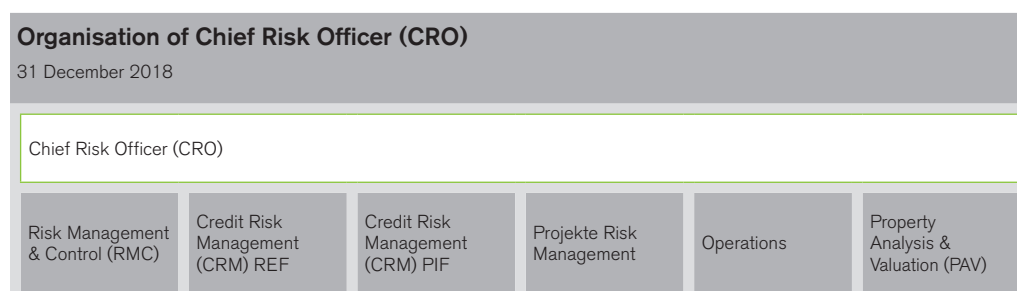 Organisation of Chief Risk Officer (CRO)
31 December 2018
Chief Risk Officer (CRO)
Risk Management
& Control (RMC)
Credit Risk
Management
(CRM) REF
Credit Risk
Management
(CRM) PIF
Projekte Risk
Management
Operations
Property
Analysis &
Valuation (PAV)